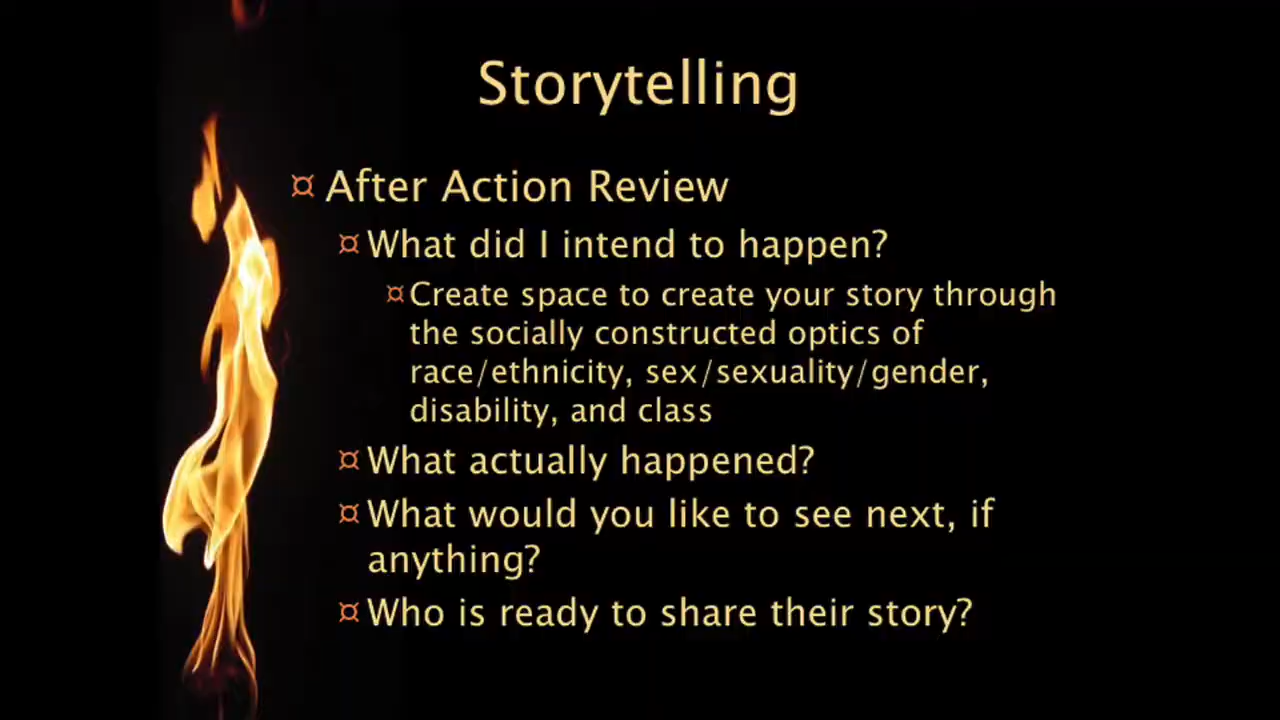 Storytelling
¤ After Action Review
¤ What did I intend to happen?
¤ Create space to create your story through
the socially constructed optics of
race/ethnicity, sex/sexuality/gender,
disability, and class
¤ What actually happened?
¤ What would you like to see next, if
anything?
¤ Who is ready to share their story?